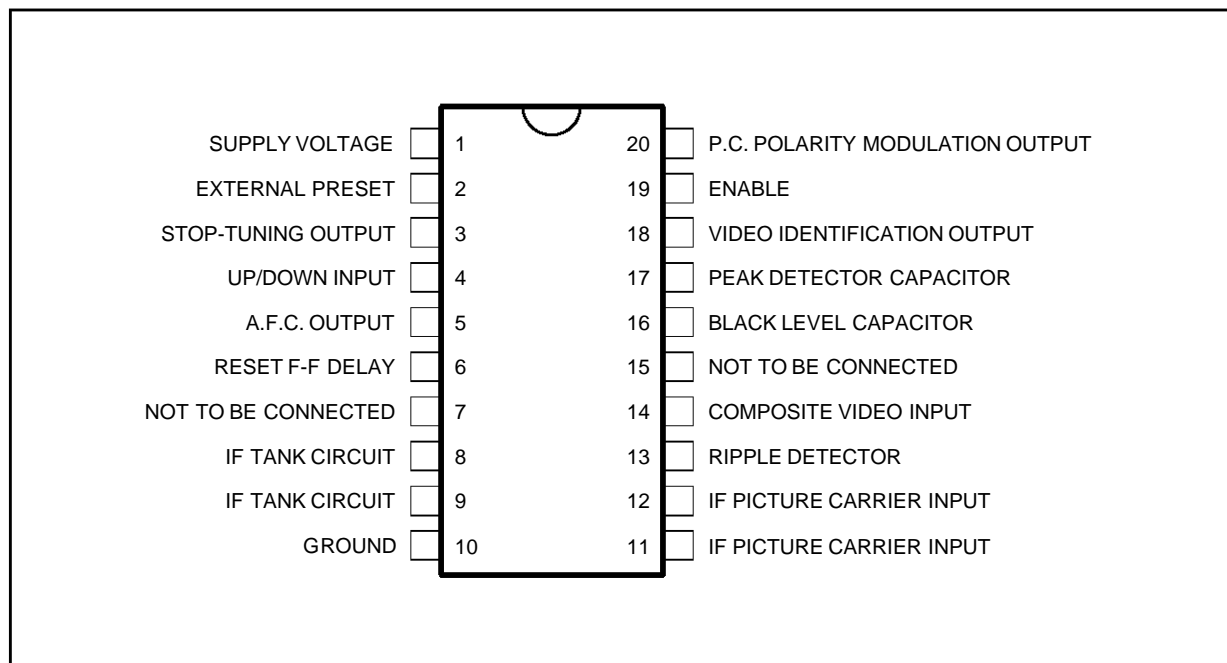 SUPPLY VOLTAGE 1 20 P.C. POLARITY MODULATION OUTPUT
EXTERNAL PRESET 2 19 ENABLE
STOP-TUNING OUTPUT 3 18 VIDEO IDENTIFICATION OUTPUT
UP/DOWN INPUT 4 17 PEAK DETECTOR CAPACITOR
A.F.C. OUTPUT 5 16 BLACK LEVEL CAPACITOR
RESET F-F DELAY 6 15 NOT TO BE CONNECTED
NOT TO BE CONNECTED 7 14 COMPOSITE VIDEO INPUT
IF TANK CIRCUIT 8 13 RIPPLE DETECTOR
IF TANK CIRCUIT 9 12 IF PICTURE CARRIER INPUT
GROUND 10 11 IF PICTURE CARRIER INPUT